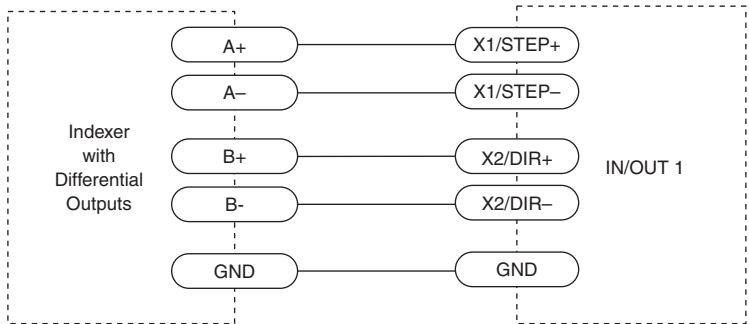 A+
X1/STEP+
A–
X1/STEP–
Indexer
with
Differential
Outputs
B+
X2/DIR+
IN/OUT 1
B-
X2/DIR–
GND
GND